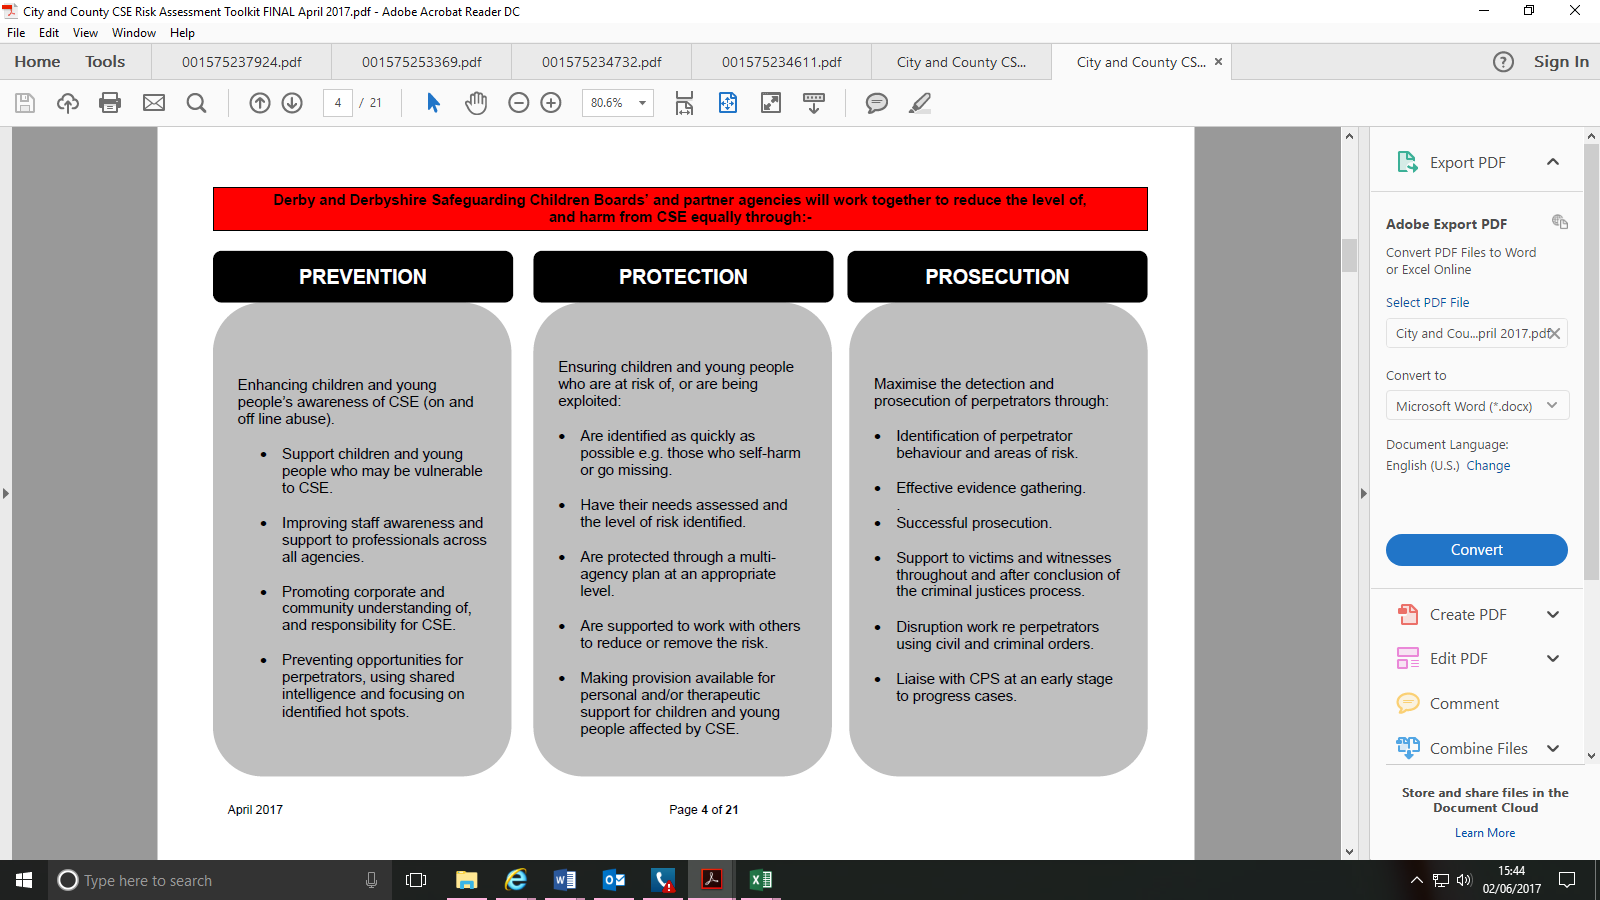 City and County CSE Risk Assessment Toolkit FINAL April 2017.pdf - Adobe Acrobat Reader DC
File Edit View Window Help
Home Tools 001575237924.pdf 001575253369.pdf 001575234732.pdf 001575234611.pdf City and County CS... City and County CS... × ? Sign In
4 / 21 80.6%
Derby and Derbyshire Safeguarding Children Boards' and partner agencies will work together to reduce the level of,
and harm from CSE equally through:-
PREVENTION
Enhancing children and young
people's awareness of CSE (on and
off line abuse).
• Support children and young
people who may be vulnerable
to CSE.
• Improving staff awareness and
support to professionals across
all agencies.
• Promoting corporate and
community understanding of,
and responsibility for CSE.
• Preventing opportunities for
perpetrators, using shared
intelligence and focusing on
identified hot spots.
PROTECTION
Ensuring children and young people
who are at risk of, or are being
exploited:
• Are identified as quickly as
possible e.g. those who self-harm
or go missing.
• Have their needs assessed and
the level of risk identified.
• Are protected through a multi-
agency plan at an appropriate
level.
• Are supported to work with others
to reduce or remove the risk.
• Making provision available for
personal and/or therapeutic
support for children and young
people affected by CSE.
PROSECUTION
Maximise the detection and
prosecution of perpetrators through:
• Identification of perpetrator
behaviour and areas of risk.
• Effective evidence gathering.
.
• Successful prosecution.
• Support to victims and witnesses
throughout and after conclusion of
the criminal justices process.
• Disruption work re perpetrators
using civil and criminal orders.
• Liaise with CPS at an early stage
to progress cases.
April 2017 Page 4 of 21
Export PDF
Adobe Export PDF
Convert PDF Files to Word
or Excel Online
Select PDF File
City and Cou...pril 2017.pdf
Convert to
Microsoft Word (*.docx)
Document Language:
English (U.S.) Change
Convert
Create PDF
Edit PDF
Comment
Combine Files
Store and share files in the
Document Cloud
Learn More
Type here to search
15:44
02/06/2017